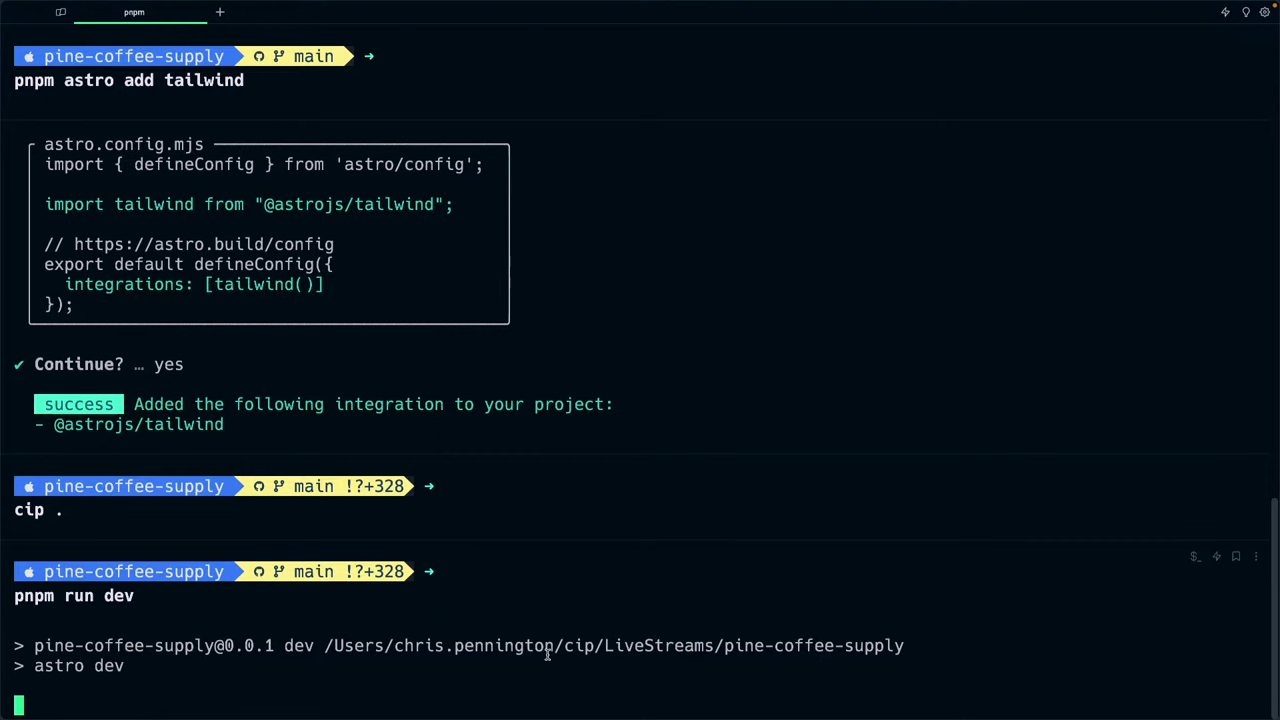 pnpm
pine-coffee-supply main ➜
pnpm astro add tailwind
astro.config.mjs
import { defineConfig } from 'astro/config';
import tailwind from "@astrojs/tailwind";
// https://astro.build/config
export default defineConfig({
integrations: [tailwind()]
});
✔ Continue? … yes
success Added the following integration to your project:
- @astrojs/tailwind
pine-coffee-supply main !?+328 ➜
cip .
pine-coffee-supply main !?+328 ➜
pnpm run dev
> pine-coffee-supply@0.0.1 dev /Users/chris.pennington/cip/LiveStreams/pine-coffee-supply
> astro dev